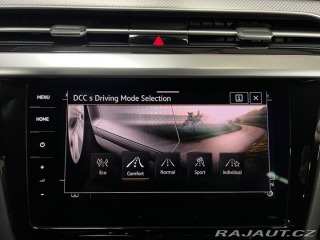 DCC s Driving Mode Selection
MENU
HOME
Eco
Comfort
Normal
Sport
Individual
RAJAUT.CZ